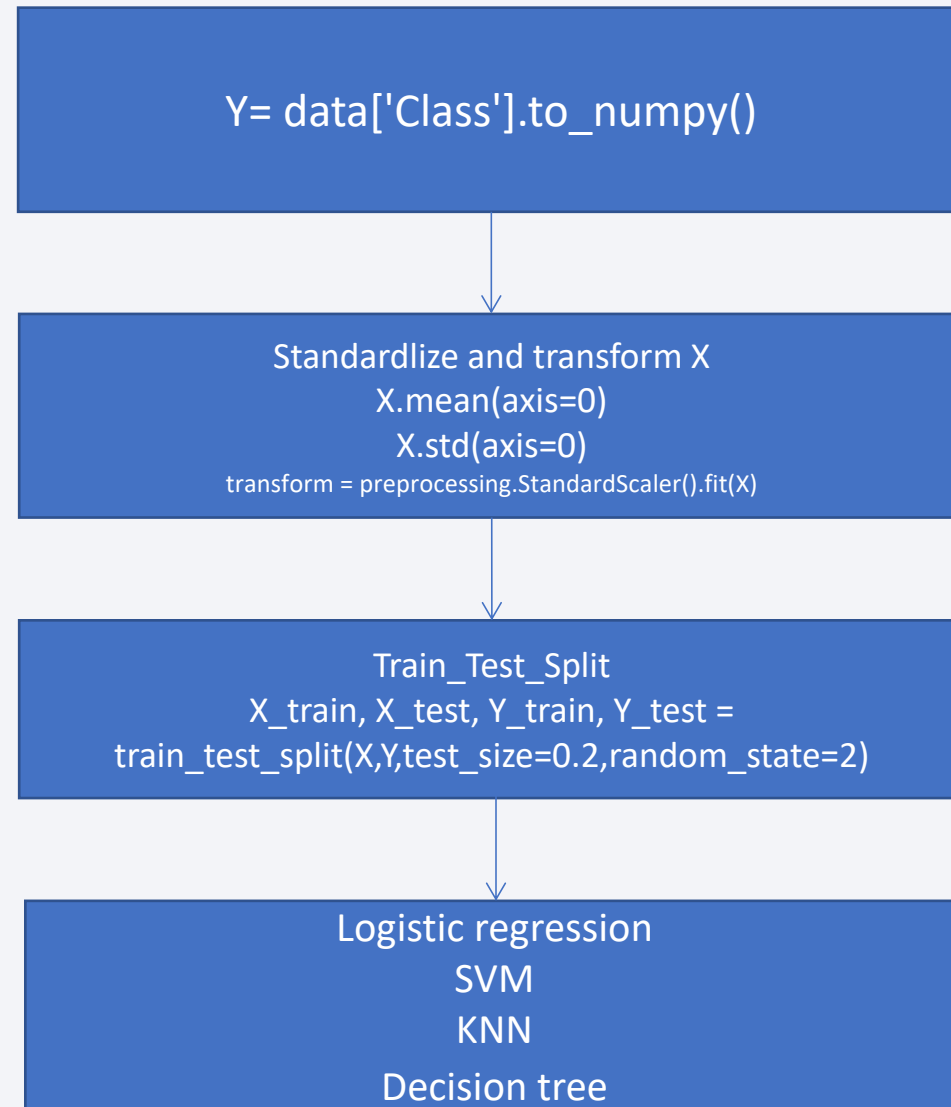 Y= data['Class'].to_numpy()
Standardlize and transform X
X.mean(axis=0)
X.std(axis=0)
transform = preprocessing.StandardScaler().fit(X)
Train_Test_Split
X_train, X_test, Y_train, Y_test =
train_test_split(X,Y,test_size=0.2,random_state=2)
Logistic regression
SVM
KNN
Decision tree